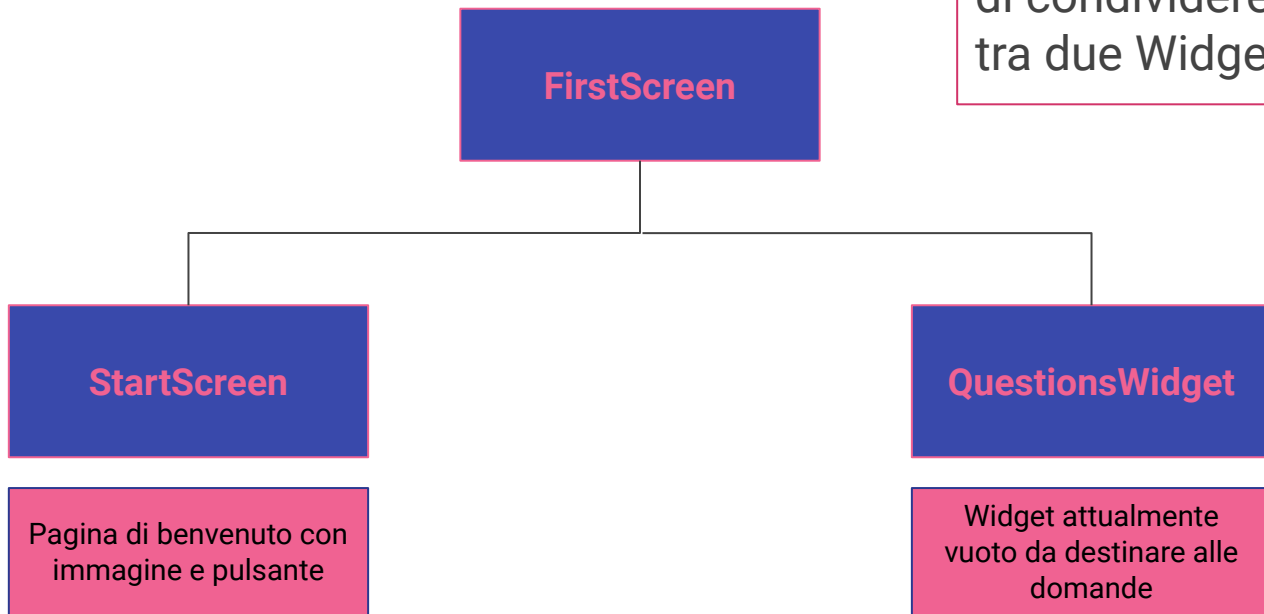 di condividere
tra due Widge
FirstScreen
StartScreen
QuestionsWidget
Pagina di benvenuto con
immagine e pulsante
Widget attualmente
vuoto da destinare alle
domande